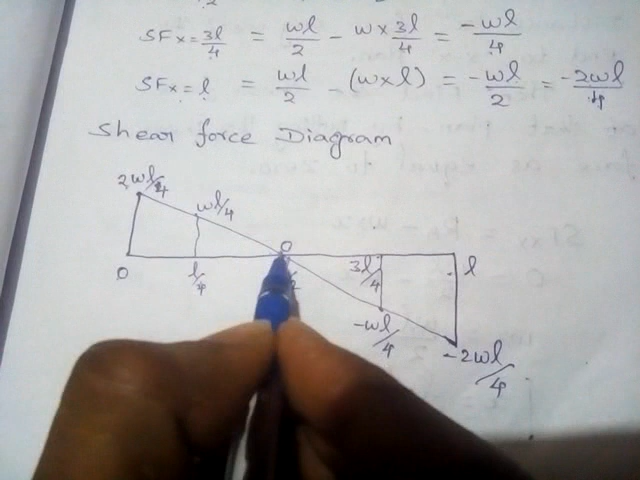 SFx=3l/4 = wl/2 - w×3l/4 = -wl/4
SFx=l = wl/2 - (w×l) = -wl/2 = -2wl/4
Shear force Diagram
2wl/4
wl/4
0
0
l/4
/2
3l/4
l
-wl/4
-2wl/4